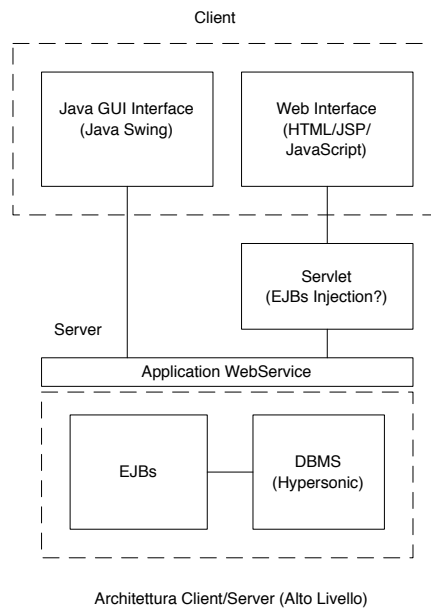 Client
Java GUI Interface
(Java Swing)
Web Interface
(HTML/JSP/
JavaScript)
Servlet
(EJBs Injection?)
Server
Application WebService
EJBs
DBMS
(Hypersonic)
Architettura Client/Server (Alto Livello)